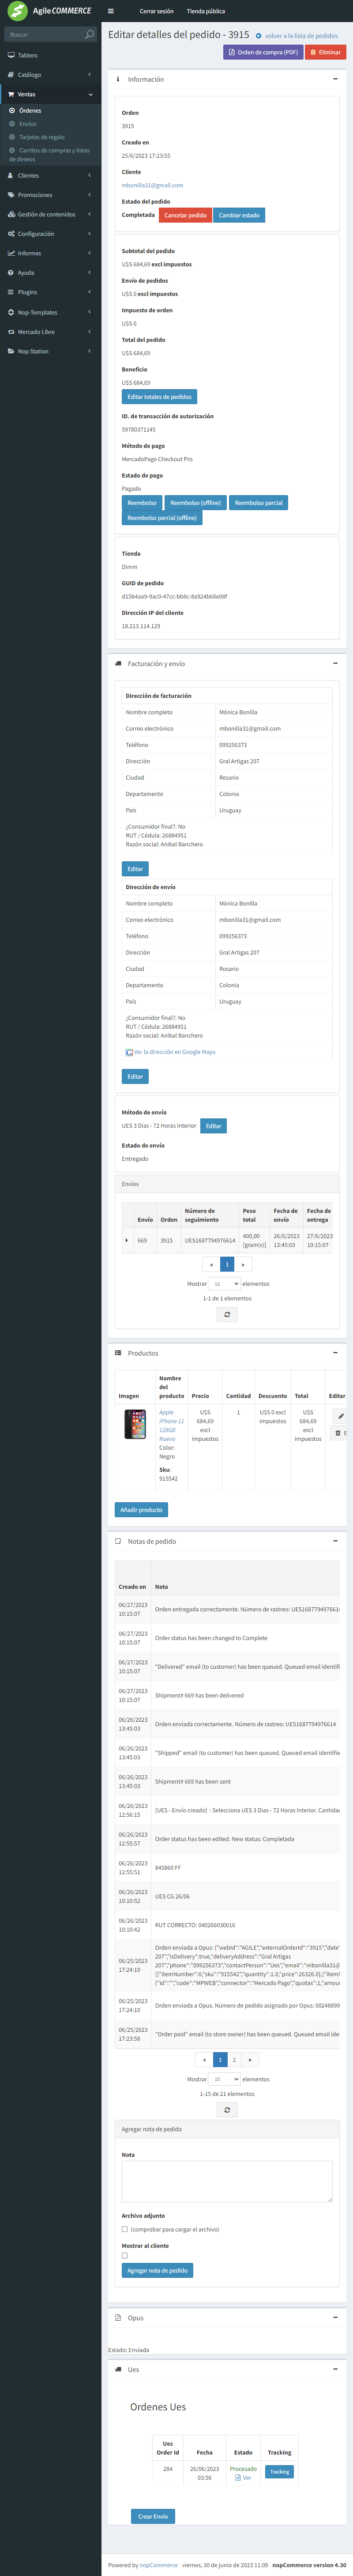 Agile COMMERCE
Cerrar sesión Tienda pública
Buscar
Tablero
Catálogo
Ventas
Órdenes
Envíos
Tarjetas de regalo
Carritos de compras y listas
de deseos
Clientes
Promociones
Gestión de contenidos
Configuración
Informes
Ayuda
Plugins
Nop-Templates
Mercado Libre
Nop Station
Editar detalles del pedido - 3915 volver a la lista de pedidos
Orden de compra (PDF) Eliminar
Información
Orden
3915
Creado en
25/6/2023 17:23:55
Cliente
mbonilla31@gmail.com
Estado del pedido
Completada Cancelar pedido Cambiar estado
Subtotal del pedido
U$S 684,69 excl impuestos
Envío de pedidos
U$S 0 excl impuestos
Impuesto de orden
U$S 0
Total del pedido
U$S 684,69
Beneficio
U$S 684,69
Editar totales de pedidos
ID. de transacción de autorización
59780371145
Método de pago
MercadoPago Checkout Pro
Estado de pago
Pagado
Reembolso Reembolso (offline) Reembolso parcial
Reembolso parcial (offline)
Tienda
Dimm
GUID de pedido
d15b4aa9-9ac0-47cc-bb8c-8a924b68e08f
Dirección IP del cliente
18.213.114.129
Facturación y envío
Dirección de facturación
Nombre completo Mónica Bonilla
Correo electrónico mbonilla31@gmail.com
Teléfono 099256373
Dirección Gral Artigas 207
Ciudad Rosario
Departamento Colonia
País Uruguay
¿Consumidor final?: No
RUT / Cédula: 26884951
Razón social: Anibal Banchero
Editar
Dirección de envío
Nombre completo Mónica Bonilla
Correo electrónico mbonilla31@gmail.com
Teléfono 099256373
Dirección Gral Artigas 207
Ciudad Rosario
Departamento Colonia
País Uruguay
¿Consumidor final?: No
RUT / Cédula: 26884951
Razón social: Anibal Banchero
Ver la dirección en Google Maps
Editar
Método de envío
UES 3 Dias - 72 Horas Interior Editar
Estado de envío
Entregado
Envíos
Envío Orden Número de seguimiento Peso total Fecha de envío Fecha de entrega
669 3915 UES1687794976614 400,00 [gram(s)] 26/6/2023 13:45:03 27/6/2023 10:15:07
1
Mostrar 15 elementos
1-1 de 1 elementos
Productos
Imagen Nombre del producto Precio Cantidad Descuento Total Editar
Apple iPhone 11 128GB Nuevo U$S 684,69 excl impuestos 1 U$S 0 excl impuestos U$S 684,69 excl impuestos
Color: Negro
Sku: 915542
Añadir producto
Notas de pedido
Creado en Nota
06/27/2023 10:15:07 Orden entregada correctamente. Número de rastreo: UES168779497661
06/27/2023 10:15:07 Order status has been changed to Complete
06/27/2023 10:15:07 "Delivered" email (to customer) has been queued. Queued email identifi
06/27/2023 10:15:07 Shipment# 669 has been delivered
06/26/2023 13:45:03 Orden enviada correctamente. Número de rastreo: UES1687794976614
06/26/2023 13:45:03 "Shipped" email (to customer) has been queued. Queued email identifie
06/26/2023 13:45:03 Shipment# 669 has been sent
06/26/2023 12:56:15 [UES - Envío creado] : Selecciona UES 3 Dias - 72 Horas Interior. Cantidad
06/26/2023 12:55:57 Order status has been edited. New status: Completada
06/26/2023 12:55:51 845860 FF
06/26/2023 10:10:52 UES CG 26/06
06/26/2023 10:10:42 RUT CORRECTO: 040266030016
06/25/2023 17:24:10 Orden enviada a Opus: {"webId":"AGILE","externalOrderId":"3915","date"
207","isDelivery":true,"deliveryAddress":"Gral Artigas
207","phone":"099256373","contactPerson":"Ues","email":"mbonilla31@
[{"itemNumber":0,"sku":"915542","quantity":1.0,"price":26326.0},{"item
{"id":"","code":"MPWEB","connector":"Mercado Pago","quotas":1,"amou
06/25/2023 17:24:10 Orden enviada a Opus. Número de pedido asignado por Opus: 00248899
06/25/2023 17:23:58 "Order paid" email (to store owner) has been queued. Queued email ide
1 2
Mostrar 15 elementos
1-15 de 21 elementos
Agregar nota de pedido
Nota
Archivo adjunto
(comprobar para cargar el archivo)
Mostrar al cliente
Agregar nota de pedido
Opus
Estado: Enviada
Ues
Ordenes Ues
Ues Order Id Fecha Estado Tracking
284 26/06/2023 03:56 Procesado Ver Tracking
Crear Envío
Powered by nopCommerce viernes, 30 de junio de 2023 11:09 nopCommerce version 4.30